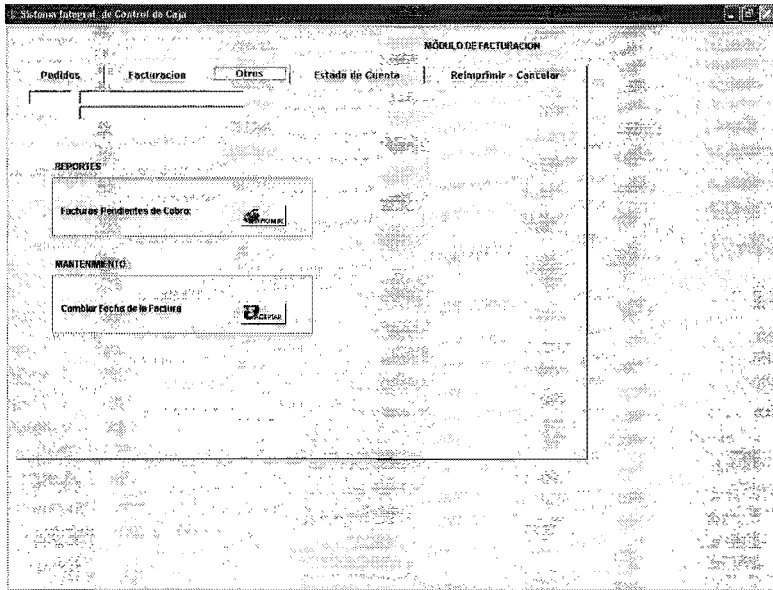 Sistema Integral de Control de Caja
MÓDULO DE FACTURACION
Pedidos Facturacion Otros Estado de Cuenta Reimprimir - Cancelar
REPORTES
Facturas Pendientes de Cobro:
MANTENIMIENTO
Cambiar Fecha de la Factura